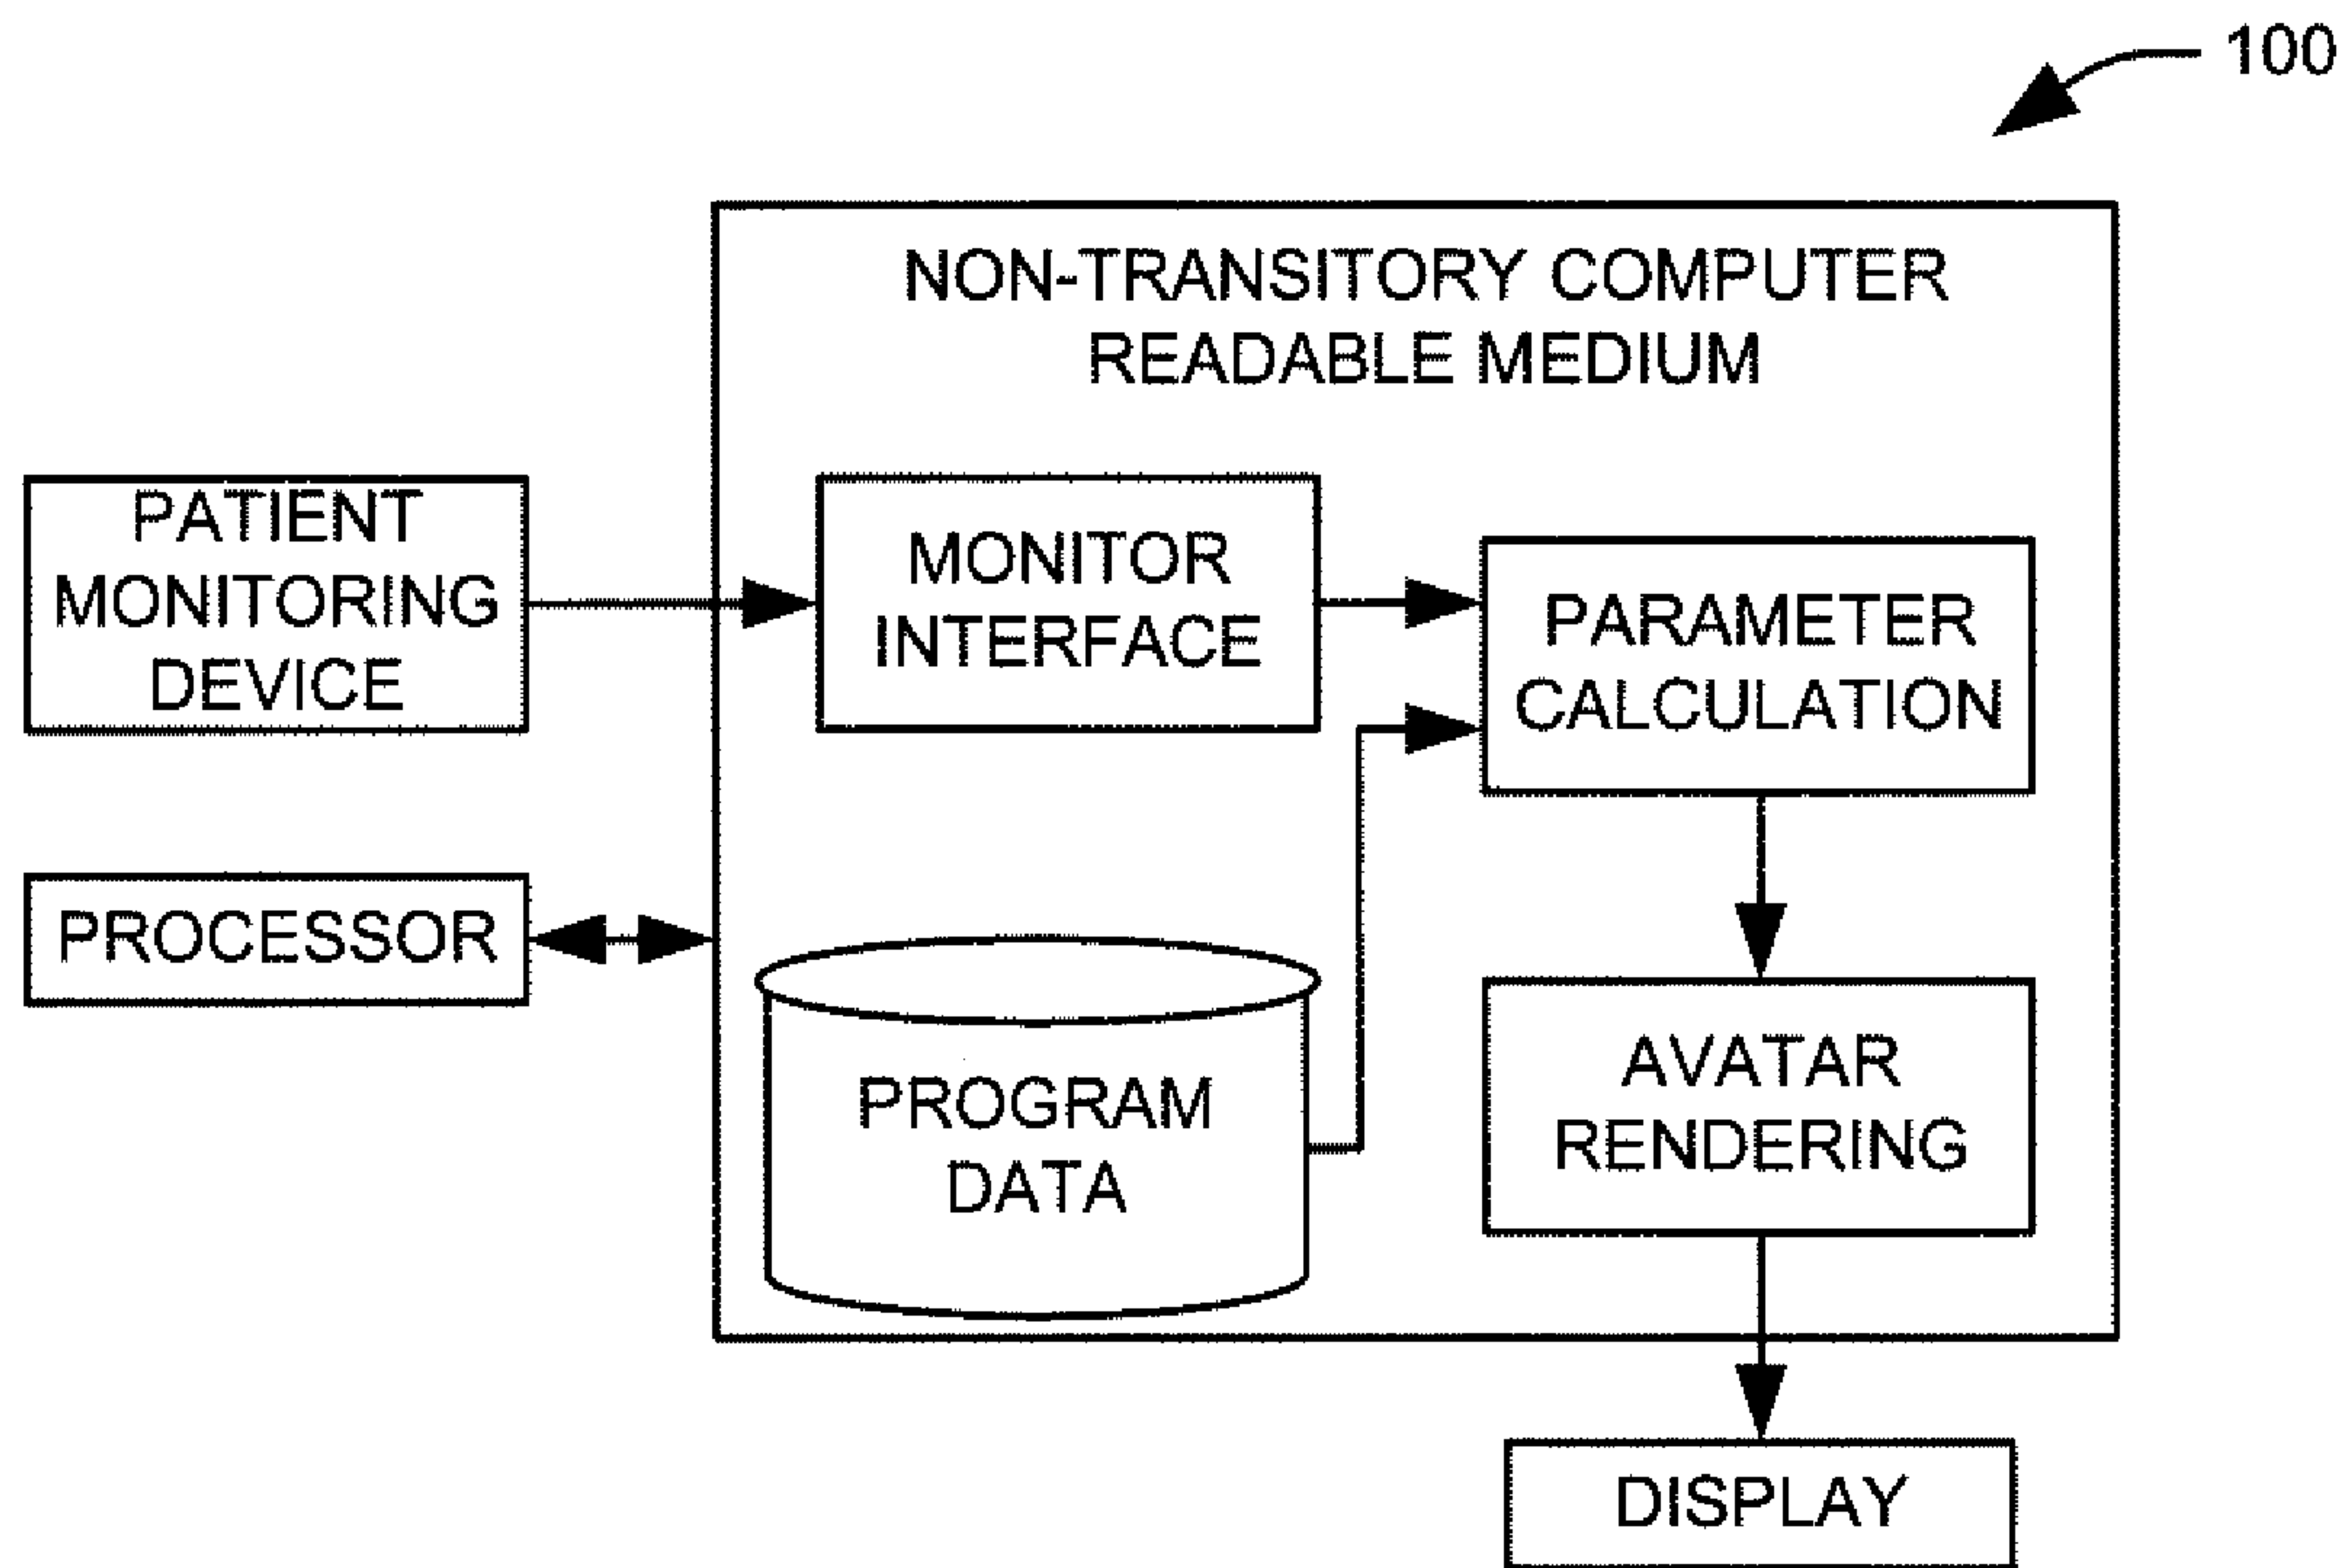 100
NON-TRANSITORY COMPUTER
READABLE MEDIUM
PATIENT
MONITORING
DEVICE
MONITOR
INTERFACE
PARAMETER
CALCULATION
PROCESSOR
PROGRAM
DATA
AVATAR
RENDERING
DISPLAY